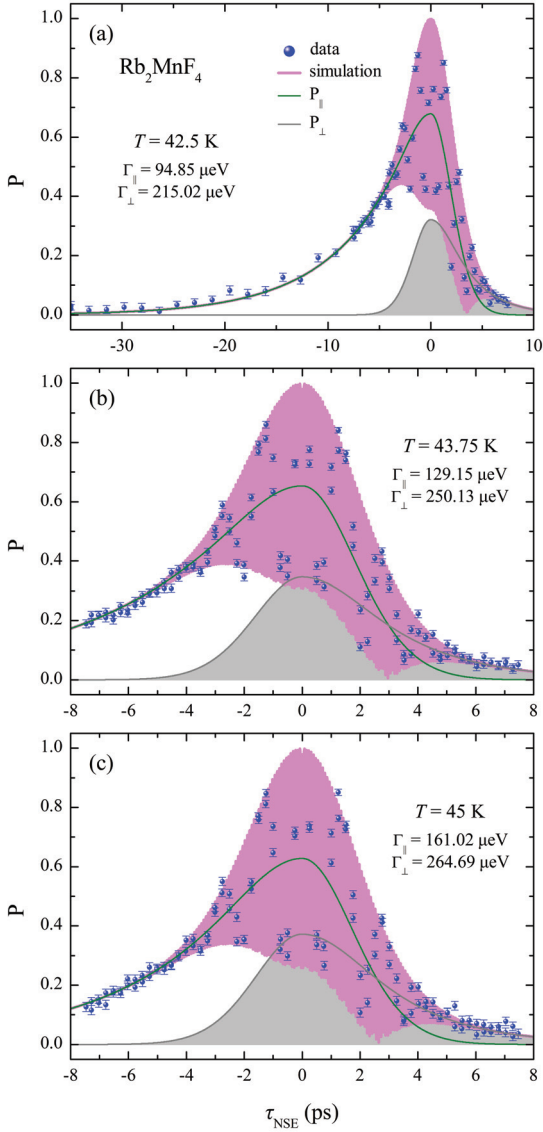 (a)
Rb₂MnF₄
data
simulation
P∥
P⊥
T = 42.5 K
Γ∥ = 94.85 μeV
Γ⊥ = 215.02 μeV
P
1.0
0.8
0.6
0.4
0.2
0.0
-30 -20 -10 0 10
(b)
T = 43.75 K
Γ∥ = 129.15 μeV
Γ⊥ = 250.13 μeV
P
1.0
0.8
0.6
0.4
0.2
0.0
-8 -6 -4 -2 0 2 4 6 8
(c)
T = 45 K
Γ∥ = 161.02 μeV
Γ⊥ = 264.69 μeV
P
1.0
0.8
0.6
0.4
0.2
0.0
-8 -6 -4 -2 0 2 4 6 8
τNSE (ps)